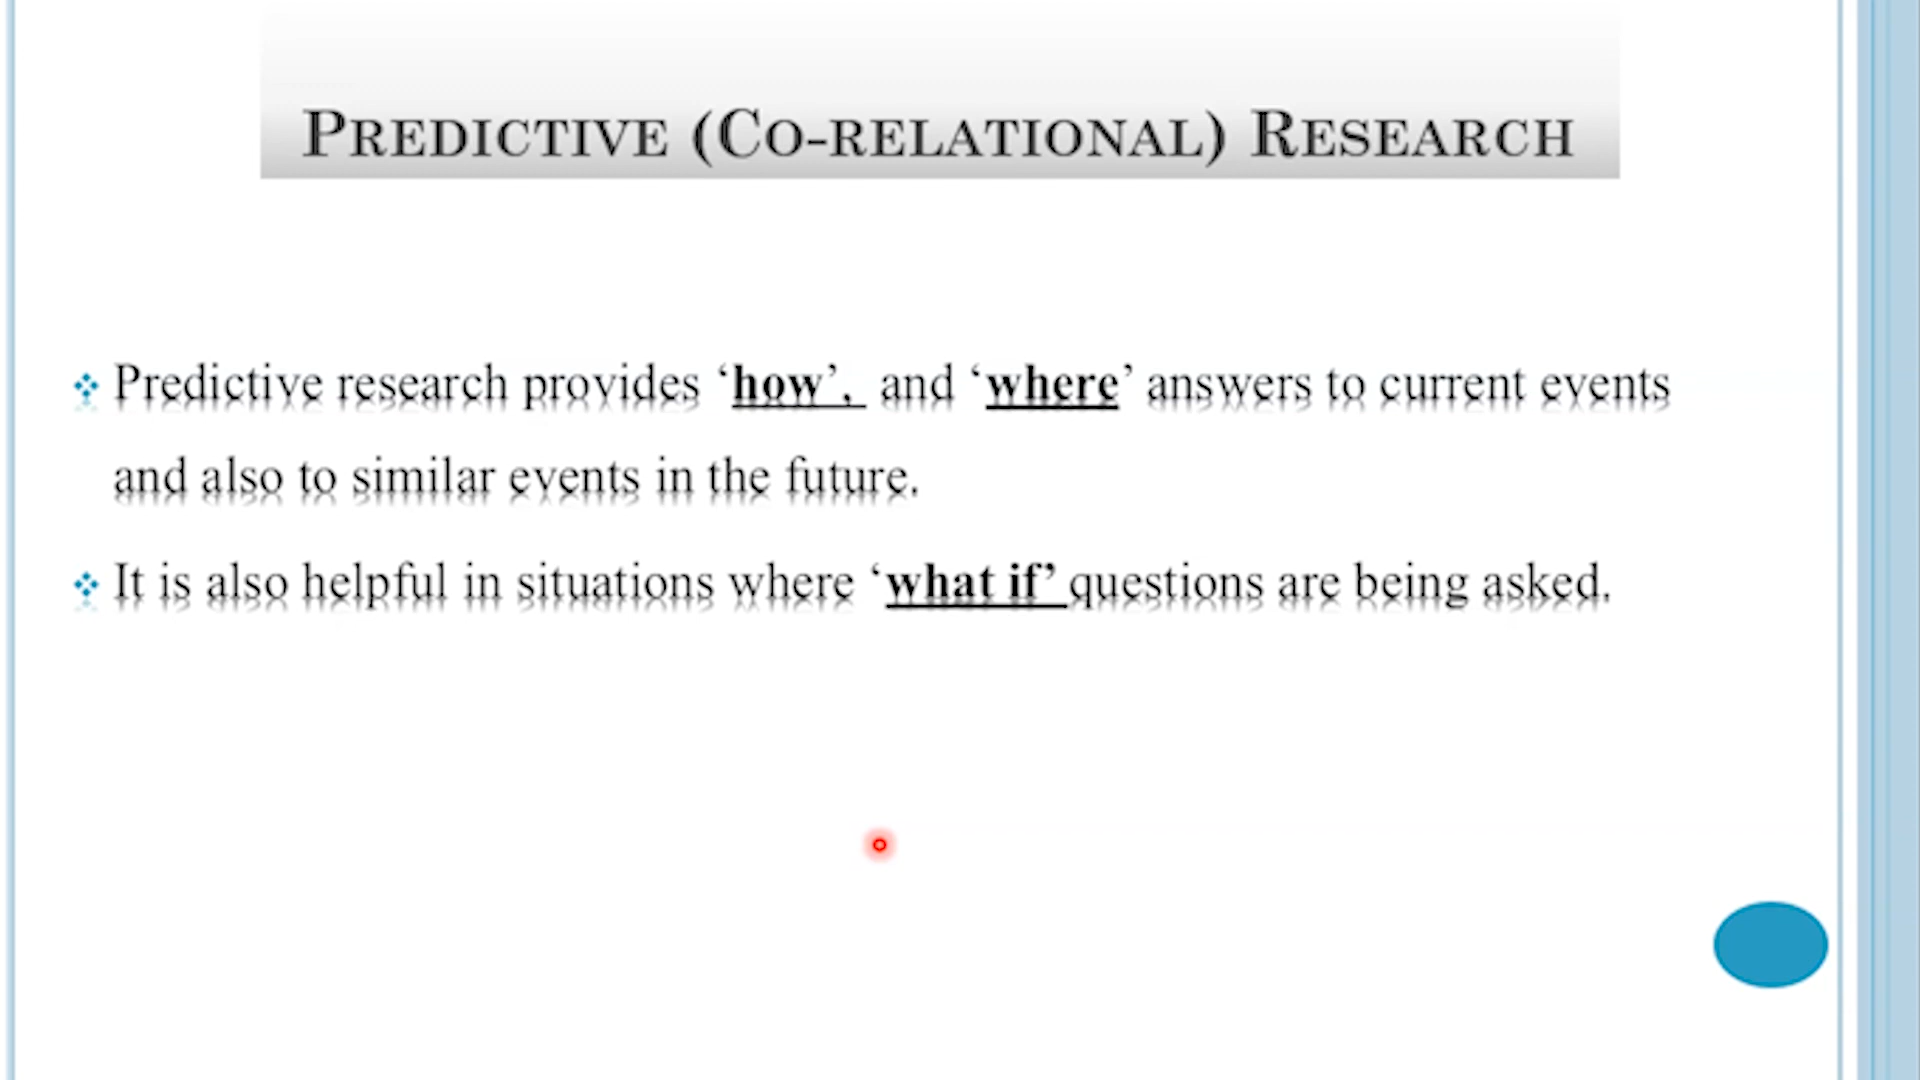 PREDICTIVE (CO-RELATIONAL) RESEARCH
Predictive research provides ‘how’, and ‘where’ answers to current events
and also to similar events in the future.
It is also helpful in situations where ‘what if’ questions are being asked.